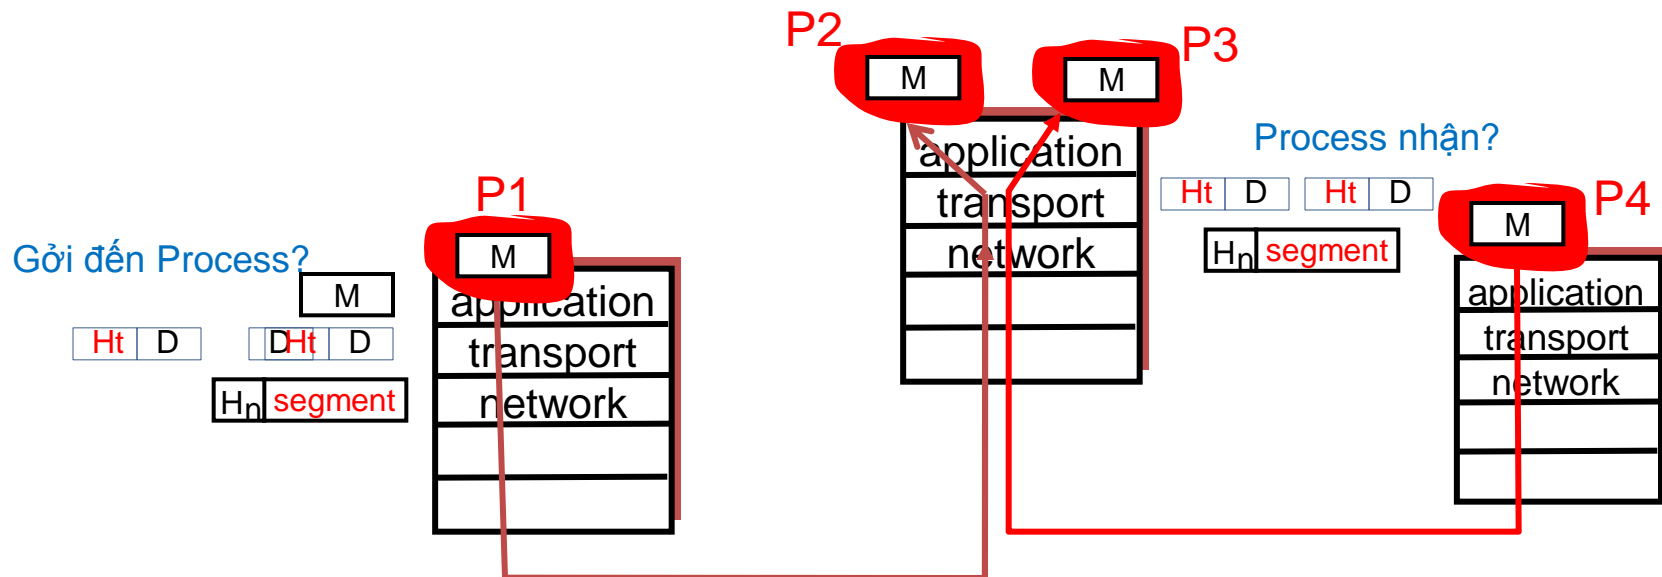 P2
M
M
P3
application
transport
network
Process nhận?
Ht D Ht D
Hn segment
P1
M
Gởi đến Process?
M
Ht D D Ht D
Hn segment
application
transport
network
P4
M
application
transport
network